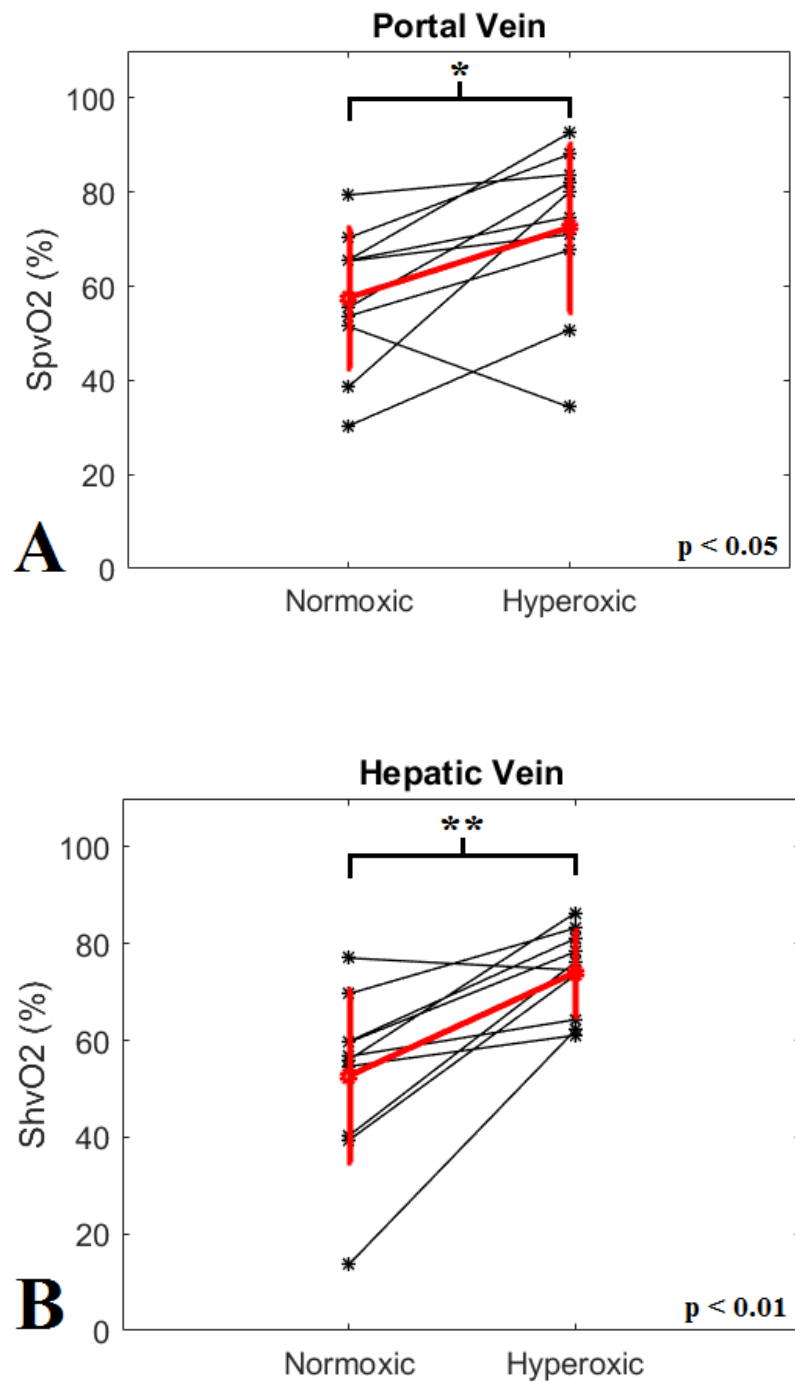 Portal Vein
*
100
80
60
40
20
0
SpvO2 (%)
A
p < 0.05
Normoxic Hyperoxic
Hepatic Vein
**
100
80
60
40
20
0
ShvO2 (%)
B
p < 0.01
Normoxic Hyperoxic